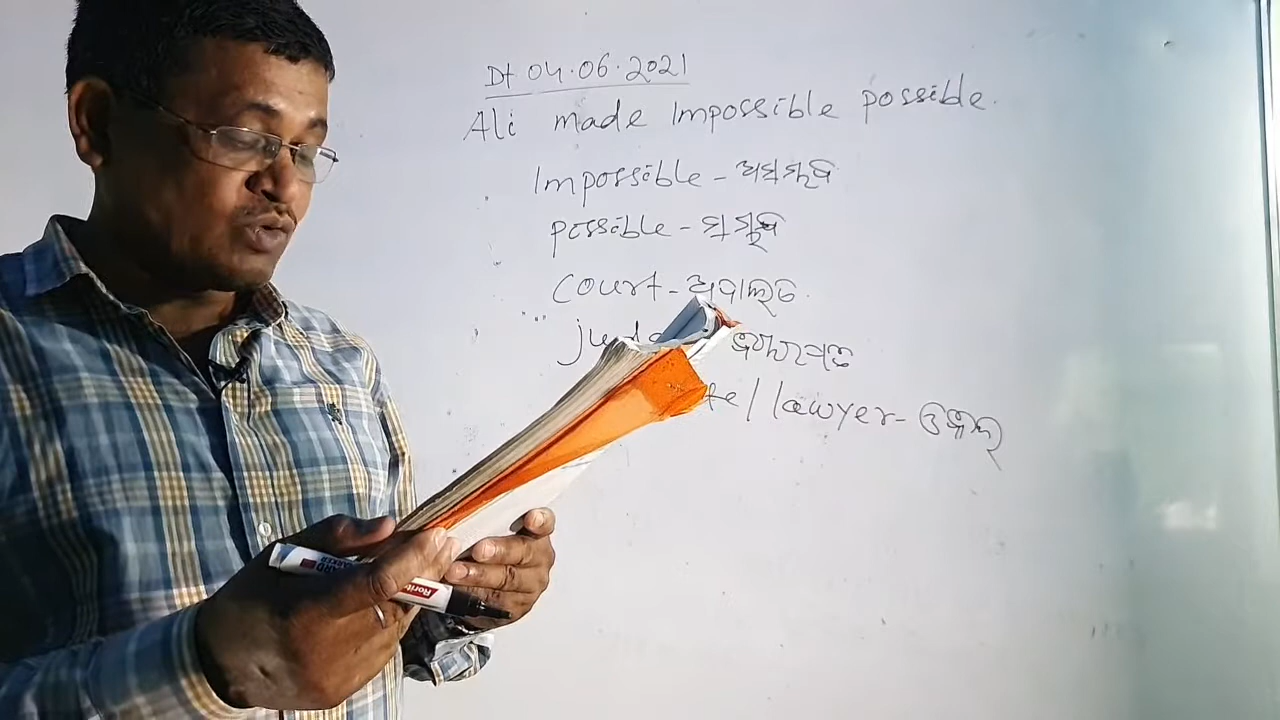 Dt 04.06.2021
Ali made Impossible possible.
Impossible - ଅସମ୍ଭବ
possible - ସମ୍ଭବ
Court - ଅଦାଲତ
lawyer - ଓକିଲ
Rorito